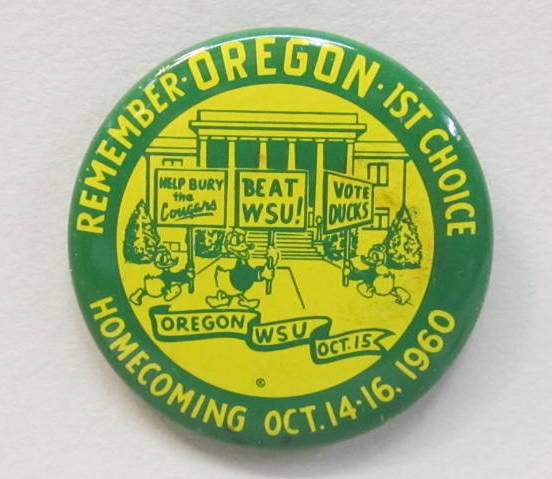 REMEMBER·OREGON·1ST CHOICE
HELP BURY
the
Cougars
BEAT
WSU!
VOTE
DUCKS
OREGON WSU OCT.15
©
HOMECOMING OCT.14-16, 1960